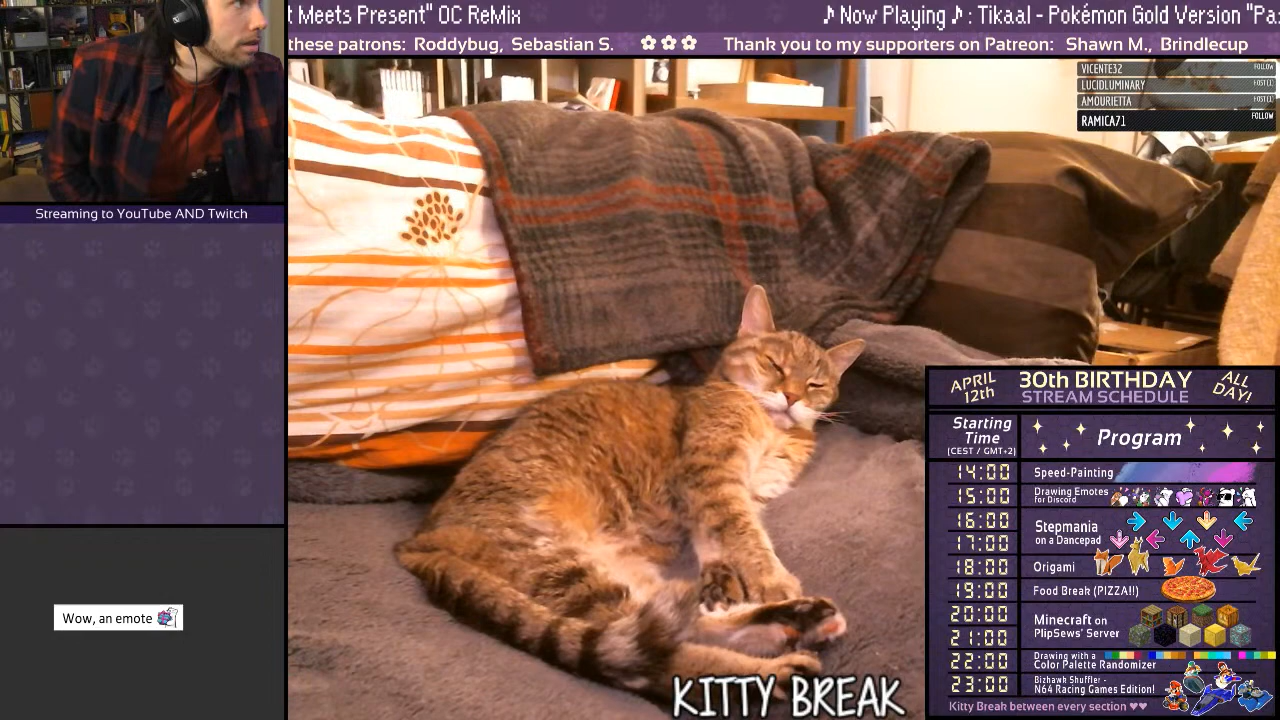 t Meets Present" OC ReMix
♪ Now Playing ♪ : Tikaal - Pokémon Gold Version "Pa
these patrons: Roddybug, Sebastian S. ✿ ✿ ✿ Thank you to my supporters on Patreon: Shawn M., Brindlecup
VICENTE32 FOLLOW
LUCIDLUMINARY HOST (1)
AMOURIETTA HOST (1)
RAMICA71 FOLLOW
Streaming to YouTube AND Twitch
Wow, an emote
KITTY BREAK
APRIL 12th
30th BIRTHDAY
STREAM SCHEDULE
ALL DAY!
Starting Time
(CEST / GMT+2)
Program
14:00 Speed-Painting
15:00 Drawing Emotes for Discord
16:00
17:00
Stepmania
on a Dancepad
18:00 Origami
19:00 Food Break (PIZZA!!)
20:00
21:00
Minecraft on
PlipSews' Server
22:00 Drawing with a
Color Palette Randomizer
23:00 Bizhawk Shuffler -
N64 Racing Games Edition!
Kitty Break between every section ♥♥